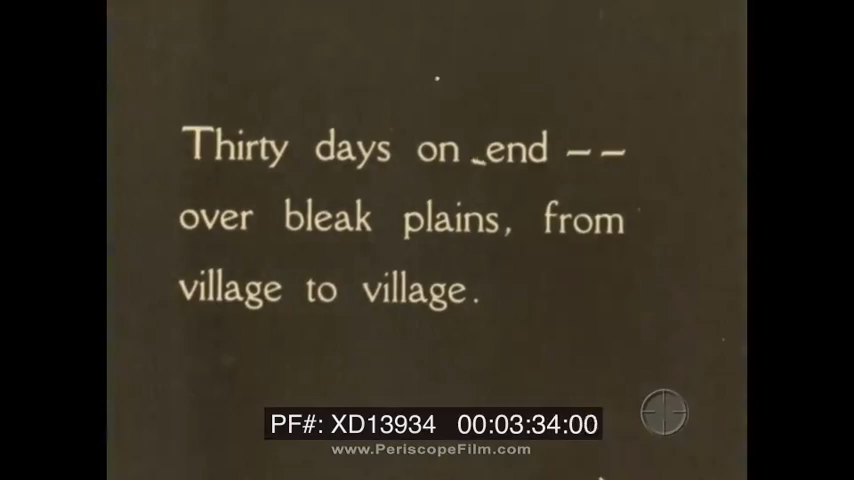 Thirty days on end — —
over bleak plains, from
village to village.
PF#: XD13934 00:03:34:00
www.PeriscopeFilm.com